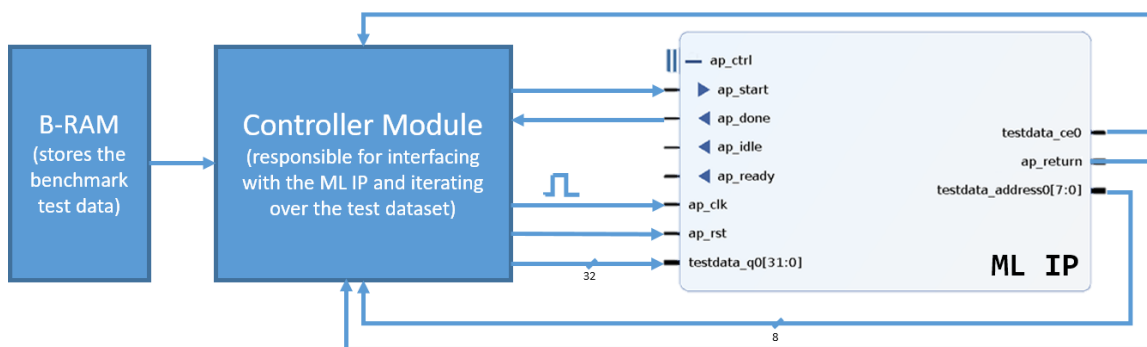 B-RAM
(stores the
benchmark
test data)
Controller Module
(responsible for interfacing
with the ML IP and iterating
over the test dataset)
ap_ctrl
ap_start
ap_done
ap_idle
ap_ready
ap_clk
ap_rst
testdata_q0[31:0]
32
testdata_ce0
ap_return
testdata_address0[7:0]
ML IP
8